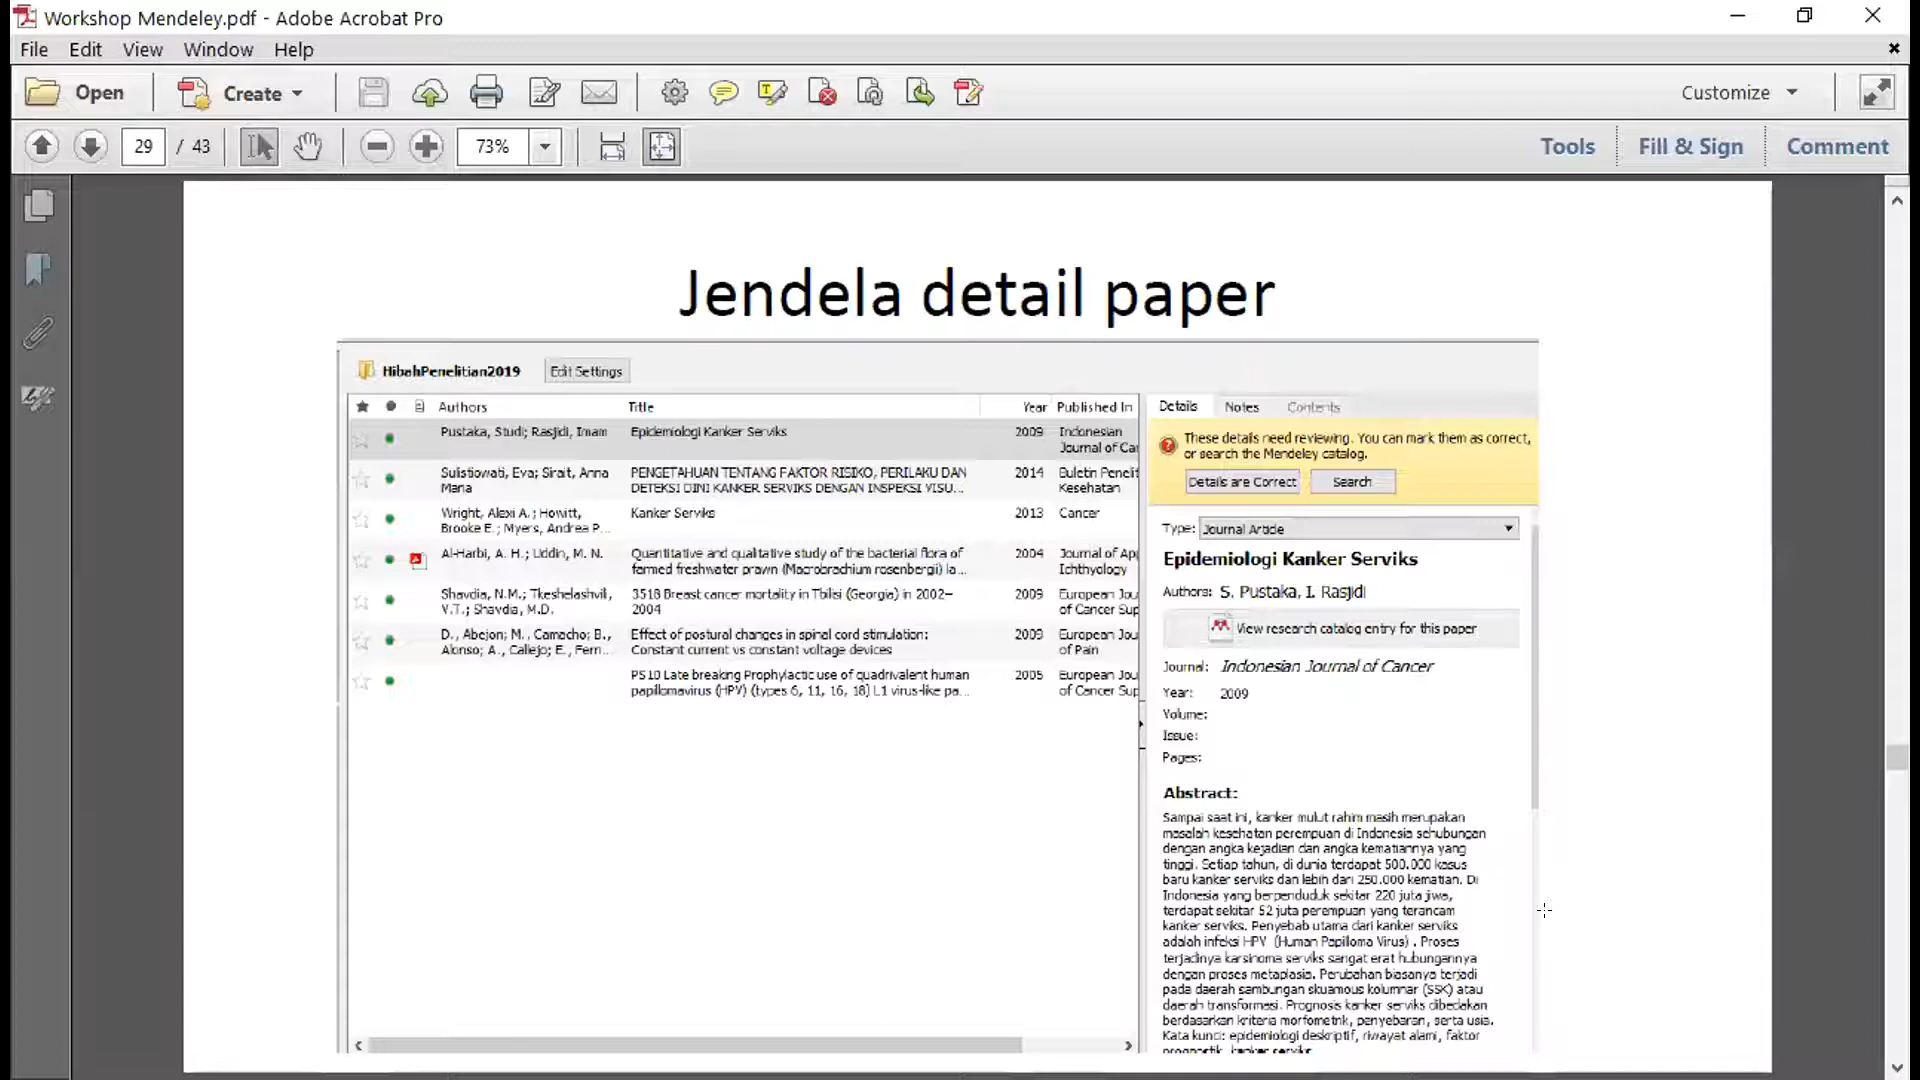 Workshop Mendeley.pdf - Adobe Acrobat Pro
File Edit View Window Help
Open Create Customize
29 / 43 73% Tools Fill & Sign Comment
Jendela detail paper
HibahPenelitian2019 Edit Settings
Authors Title Year Published In
Pustaka, Studi; Rasjidi, Imam Epidemiologi Kanker Serviks 2009 Indonesian
Journal of Car
Sulistiowati, Eva; Sirait, Anna PENGETAHUAN TENTANG FAKTOR RISIKO, PERILAKU DAN 2014 Buletin Penelit
Maria DETEKSI DINI KANKER SERVIKS DENGAN INSPEKSI VISU...
Kesehatan
Wright, Alexi A.; Howitt, Kanker Serviks 2013 Cancer
Brooke E.; Myers, Andrea P...
Al-Harbi, A. H.; Uddin, M. N. Quantitative and qualitative study of the bacterial flora of 2004 Journal of Ap
farmed freshwater prawn (Macrobrachium rosenbergii) la... Ichthyology
Shavdia, N.M.; Tkeshelashvili, 3518 Breast cancer mortality in Tbilisi (Georgia) in 2002– 2009 European Jou
V.T.; Shavdia, M.D. 2004 of Cancer Sup
D., Abejon; M., Camacho; B., Effect of postural changes in spinal cord stimulation: 2009 European Jou
Alonso; A., Callejo; E., Fern... Constant current vs constant voltage devices of Pain
PS10 Late breaking Prophylactic use of quadrivalent human 2005 European Jou
papillomavirus (HPV) (types 6, 11, 16, 18) L1 virus-like pa... of Cancer Sup
Details Notes Contents
These details need reviewing. You can mark them as correct,
or search the Mendeley catalog.
Details are Correct Search
Type: Journal Article
Epidemiologi Kanker Serviks
Authors: S. Pustaka, I. Rasjidi
View research catalog entry for this paper
Journal: Indonesian Journal of Cancer
Year: 2009
Volume:
Issue:
Pages:
Abstract:
Sampai saat ini, kanker mulut rahim masih merupakan
masalah kesehatan perempuan di Indonesia sehubungan
dengan angka kejadian dan angka kematiannya yang
tinggi. Setiap tahun, di dunia terdapat 500.000 kasus
baru kanker serviks dan lebih dari 250.000 kematian. Di
Indonesia yang berpenduduk sekitar 220 juta jiwa,
terdapat sekitar 52 juta perempuan yang terancam
kanker serviks. Penyebab utama dari kanker serviks
adalah infeksi HPV (Human Papiloma Virus) . Proses
terjadinya karsinoma serviks sangat erat hubungannya
dengan proses metaplasia. Perubahan biasanya terjadi
pada daerah sambungan skuamous kolumnar (SSK) atau
daerah transformasi. Prognosis kanker serviks dibedakan
berdasarkan kriteria morfometrik, penyebaran, serta usia.
Kata kunci: epidemiologi deskriptif, riwayat alami, faktor
prognostik, kanker serviks